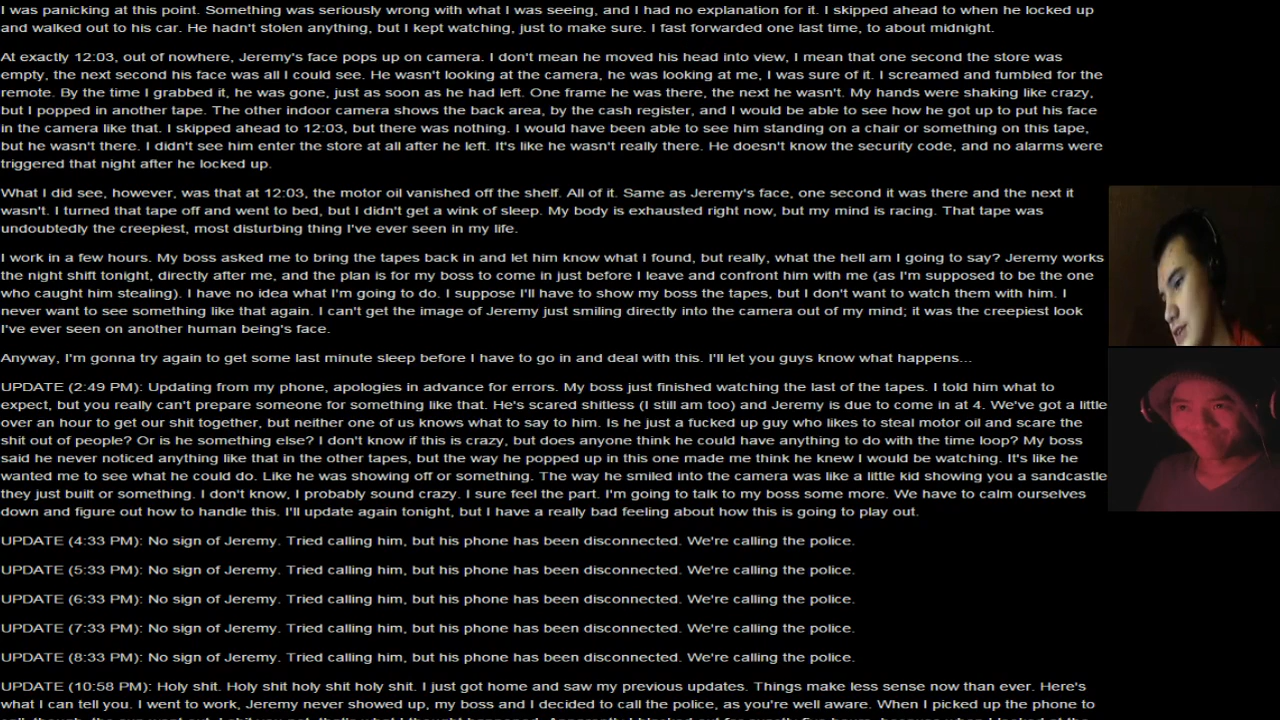 I was panicking at this point. Something was seriously wrong with what I was seeing, and I had no explanation for it. I skipped ahead to when he locked up
and walked out to his car. He hadn't stolen anything, but I kept watching, just to make sure. I fast forwarded one last time, to about midnight.
At exactly 12:03, out of nowhere, Jeremy's face pops up on camera. I don't mean he moved his head into view, I mean that one second the store was
empty, the next second his face was all I could see. He wasn't looking at the camera, he was looking at me, I was sure of it. I screamed and fumbled for the
remote. By the time I grabbed it, he was gone, just as soon as he had left. One frame he was there, the next he wasn't. My hands were shaking like crazy,
but I popped in another tape. The other indoor camera shows the back area, by the cash register, and I would be able to see how he got up to put his face
in the camera like that. I skipped ahead to 12:03, but there was nothing. I would have been able to see him standing on a chair or something on this tape,
but he wasn't there. I didn't see him enter the store at all after he left. It's like he wasn't really there. He doesn't know the security code, and no alarms were
triggered that night after he locked up.
What I did see, however, was that at 12:03, the motor oil vanished off the shelf. All of it. Same as Jeremy's face, one second it was there and the next it
wasn't. I turned that tape off and went to bed, but I didn't get a wink of sleep. My body is exhausted right now, but my mind is racing. That tape was
undoubtedly the creepiest, most disturbing thing I've ever seen in my life.
I work in a few hours. My boss asked me to bring the tapes back in and let him know what I found, but really, what the hell am I going to say? Jeremy works
the night shift tonight, directly after me, and the plan is for my boss to come in just before I leave and confront him with me (as I'm supposed to be the one
who caught him stealing). I have no idea what I'm going to do. I suppose I'll have to show my boss the tapes, but I don't want to watch them with him. I
never want to see something like that again. I can't get the image of Jeremy just smiling directly into the camera out of my mind; it was the creepiest look
I've ever seen on another human being's face.
Anyway, I'm gonna try again to get some last minute sleep before I have to go in and deal with this. I'll let you guys know what happens...
UPDATE (2:49 PM): Updating from my phone, apologies in advance for errors. My boss just finished watching the last of the tapes. I told him what to
expect, but you really can't prepare someone for something like that. He's scared shitless (I still am too) and Jeremy is due to come in at 4. We've got a little
over an hour to get our shit together, but neither one of us knows what to say to him. Is he just a fucked up guy who likes to steal motor oil and scare the
shit out of people? Or is he something else? I don't know if this is crazy, but does anyone think he could have anything to do with the time loop? My boss
said he never noticed anything like that in the other tapes, but the way he popped up in this one made me think he knew I would be watching. It's like he
wanted me to see what he could do. Like he was showing off or something. The way he smiled into the camera was like a little kid showing you a sandcastle
they just built or something. I don't know, I probably sound crazy. I sure feel the part. I'm going to talk to my boss some more. We have to calm ourselves
down and figure out how to handle this. I'll update again tonight, but I have a really bad feeling about how this is going to play out.
UPDATE (4:33 PM): No sign of Jeremy. Tried calling him, but his phone has been disconnected. We're calling the police.
UPDATE (5:33 PM): No sign of Jeremy. Tried calling him, but his phone has been disconnected. We're calling the police.
UPDATE (6:33 PM): No sign of Jeremy. Tried calling him, but his phone has been disconnected. We're calling the police.
UPDATE (7:33 PM): No sign of Jeremy. Tried calling him, but his phone has been disconnected. We're calling the police.
UPDATE (8:33 PM): No sign of Jeremy. Tried calling him, but his phone has been disconnected. We're calling the police.
UPDATE (10:58 PM): Holy shit. Holy shit holy shit holy shit. I just got home and saw my previous updates. Things make less sense now than ever. Here's
what I can tell you. I went to work, Jeremy never showed up, my boss and I decided to call the police, as you're well aware. When I picked up the phone to